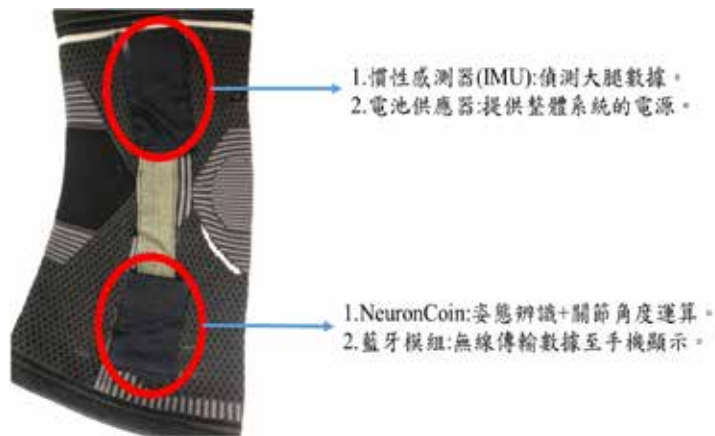 1.慣性感測器(IMU):偵測大腿數據。
2.電池供應器:提供整體系統的電源。
1.NeuronCoin:姿態辨識+關節角度運算。
2.藍牙模組:無線傳輸數據至手機顯示。